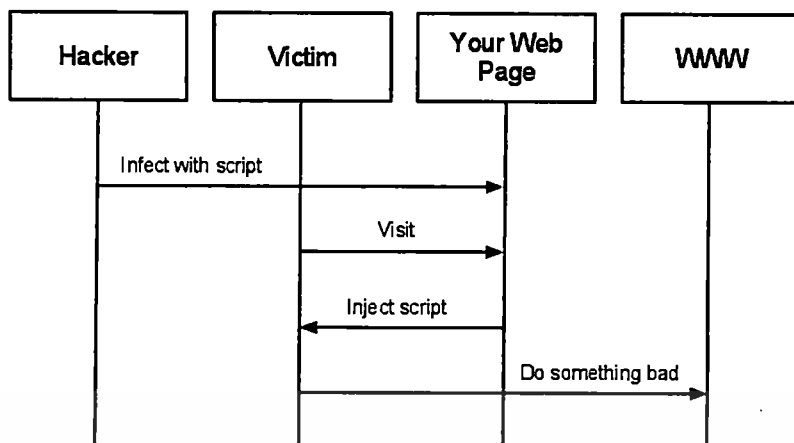 Hacker
Victim
Your Web
Page
WWW
Infect with script
Visit
Inject script
Do something bad